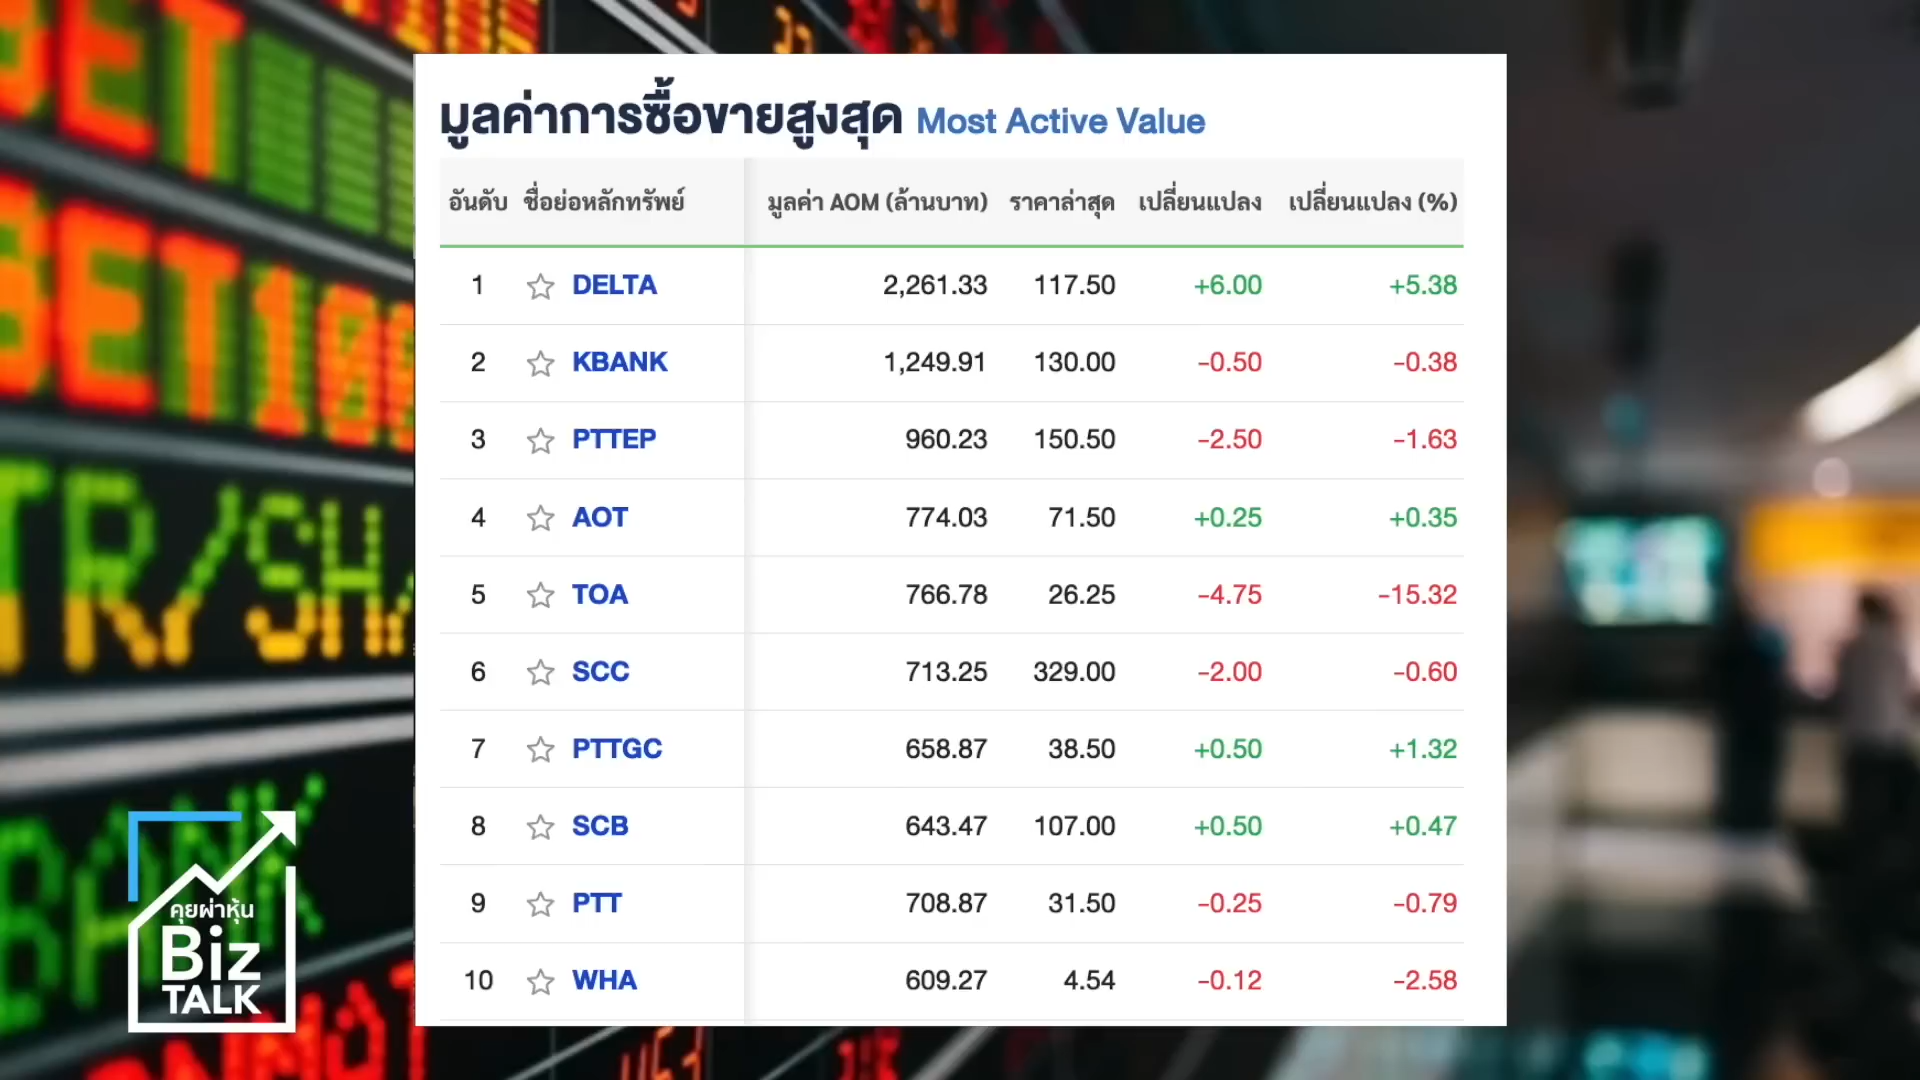 มูลค่าการซื้อขายสูงสุด Most Active Value
อันดับ ชื่อย่อหลักทรัพย์ มูลค่า AOM (ล้านบาท) ราคาล่าสุด เปลี่ยนแปลง เปลี่ยนแปลง (%)
1 DELTA 2,261.33 117.50 +6.00 +5.38
2 KBANK 1,249.91 130.00 -0.50 -0.38
3 PTTEP 960.23 150.50 -2.50 -1.63
4 AOT 774.03 71.50 +0.25 +0.35
5 TOA 766.78 26.25 -4.75 -15.32
6 SCC 713.25 329.00 -2.00 -0.60
7 PTTGC 658.87 38.50 +0.50 +1.32
8 SCB 643.47 107.00 +0.50 +0.47
9 PTT 708.87 31.50 -0.25 -0.79
10 WHA 609.27 4.54 -0.12 -2.58
คุยผ่าหุ้น
Biz
TALK